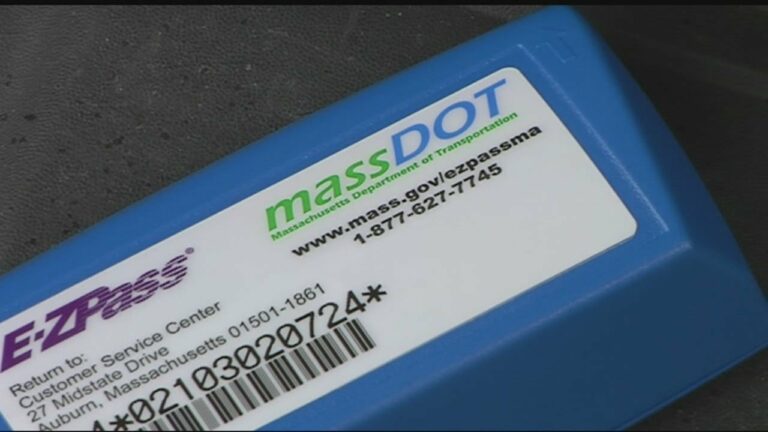 massDOT
Massachusetts Department of Transportation
www.mass.gov/ezpassma
1-877-627-7745
E-ZPass®
Return to:
Customer Service Center
27 Midstate Drive
Auburn, Massachusetts 01501-1861
*02103020724*